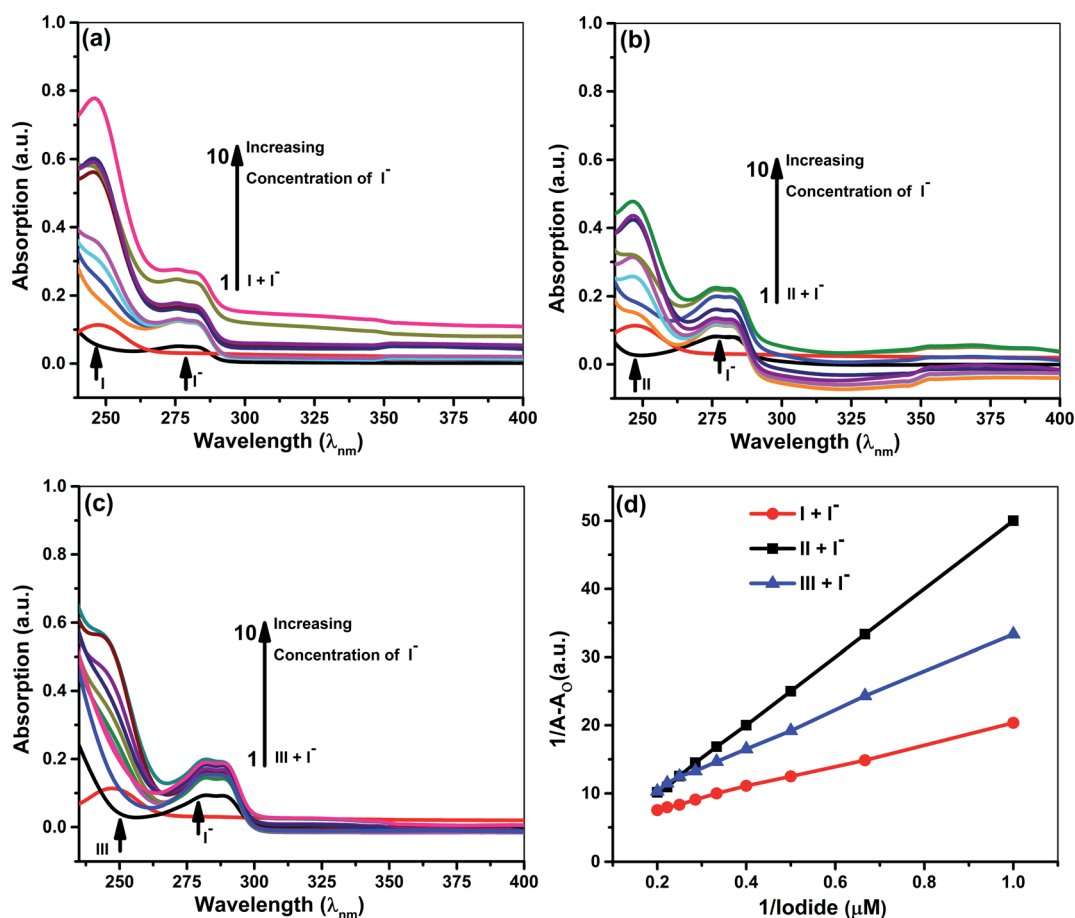 (a)
Absorption (a.u.)
1.0
0.8
0.6
0.4
0.2
0.0
10
Increasing
Concentration of I⁻
1
I + I⁻
I
I⁻
250 275 300 325 350 375 400
Wavelength (λnm)
(b)
Absorption (a.u.)
1.0
0.8
0.6
0.4
0.2
0.0
10
Increasing
Concentration of I⁻
1
II + I⁻
II
I⁻
250 275 300 325 350 375 400
Wavelength (λnm)
(c)
Absorption (a.u.)
1.0
0.8
0.6
0.4
0.2
0.0
10
Increasing
Concentration of I⁻
1
III + I⁻
III
I⁻
250 275 300 325 350 375 400
Wavelength (λnm)
(d)
1/A-AO(a.u.)
50
40
30
20
10
0
I + I⁻
II + I⁻
III + I⁻
0.2 0.4 0.6 0.8 1.0
1/Iodide (μM)